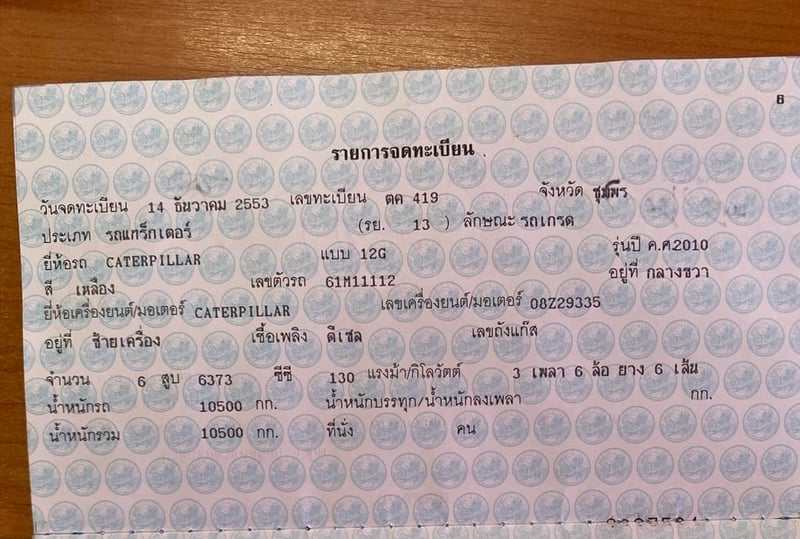 6
รายการจดทะเบียน
วันจดทะเบียน 14 ธันวาคม 2553 เลขทะเบียน ตค 419 จังหวัด ชุมพร
ประเภท รถแทร็กเตอร์ (รย. 13 ) ลักษณะ รถเกรด
ยี่ห้อรถ CATERPILLAR แบบ 12G รุ่นปี ค.ศ.2010
สี เหลือง เลขตัวรถ 61M11112 อยู่ที่ กลางขวา
ยี่ห้อเครื่องยนต์/มอเตอร์ CATERPILLAR เลขเครื่องยนต์/มอเตอร์ 08Z29335
อยู่ที่ ซ้ายเครื่อง เชื้อเพลิง ดีเซล เลขถังแก๊ส
จำนวน 6 สูบ 6373 ซีซี 130 แรงม้า/กิโลวัตต์ 3 เพลา 6 ล้อ ยาง 6 เส้น
น้ำหนักรถ 10500 กก. น้ำหนักบรรทุก/น้ำหนักลงเพลา กก.
น้ำหนักรวม 10500 กก. ที่นั่ง คน